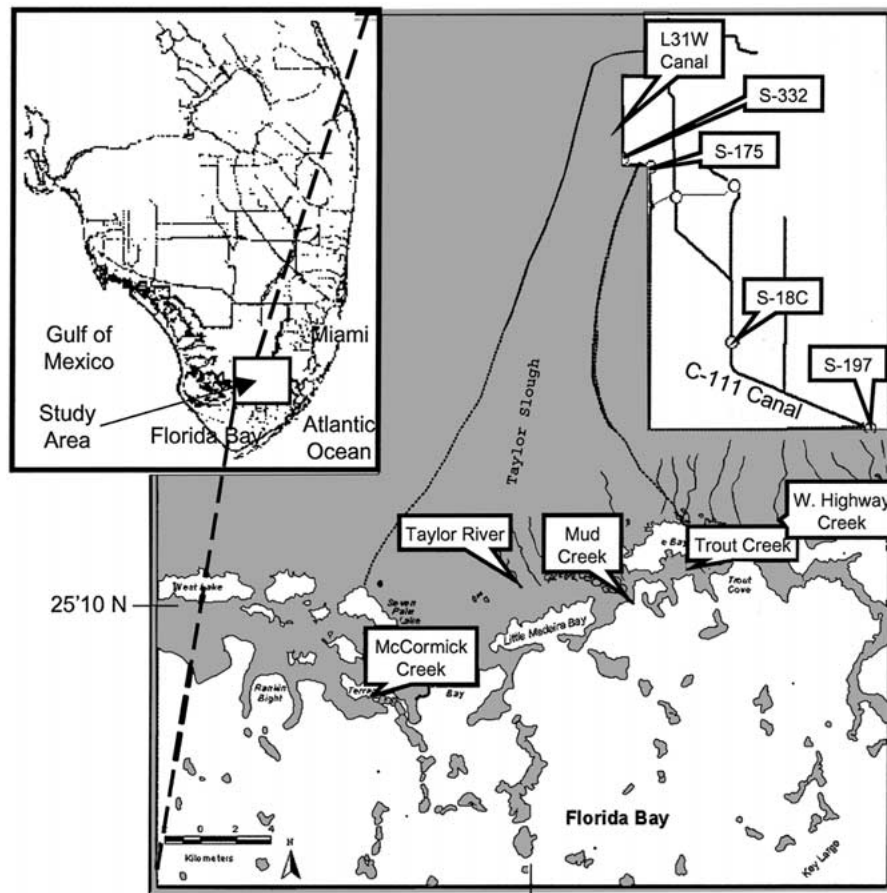 L31W
Canal
S-332
S-175
S-18C
C-111 Canal
S-197
Gulf of
Mexico
Miami
Study
Area
Florida Bay
Atlantic
Ocean
Taylor Slough
W. Highway
Creek
Taylor River
Mud
Creek
e Bay
Trout Creek
Trout
Cove
West Lake
25'10 N
Seven
Palm
Lake
Little Madeira Bay
McCormick
Creek
Rankin
Bight
Terrap
Bay
Florida Bay
Key Largo
0 2 4
Kilometers
N